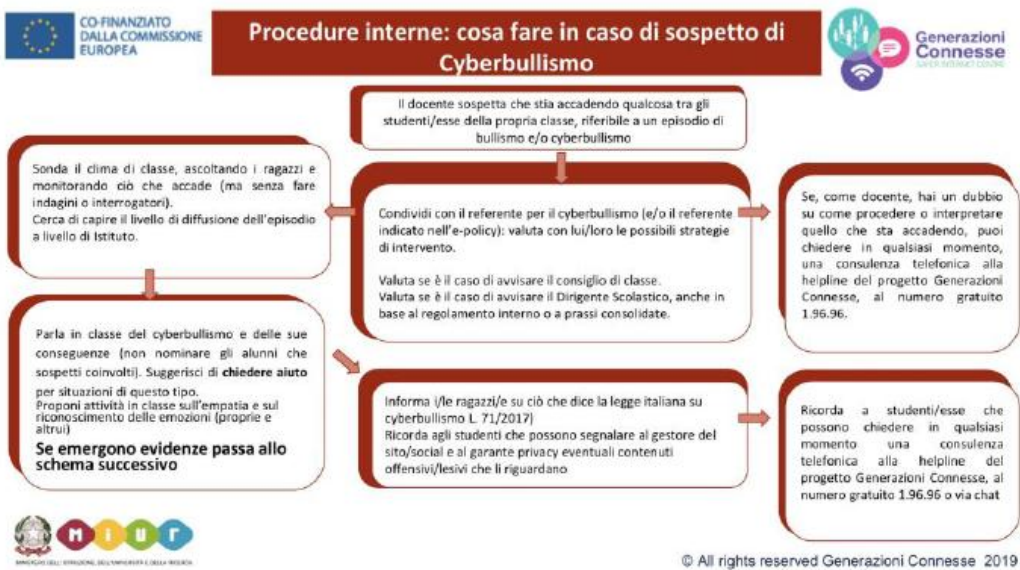 CO-FINANZIATO
DALLA COMMISSIONE
EUROPEA
Procedure interne: cosa fare in caso di sospetto di
Cyberbullismo
Generazioni
Connesse
SAFER INTERNET CENTRE
Il docente sospetta che stia accadendo qualcosa tra gli
studenti/esse della propria classe, riferibile a un episodio di
bullismo e/o cyberbullismo
Sonda il clima di classe, ascoltando i ragazzi e
monitorando ciò che accade (ma senza fare
indagini o interrogatori).
Cerca di capire il livello di diffusione dell'episodio
a livello di Istituto.
Condividi con il referente per il cyberbullismo (e/o il referente
indicato nell'e-policy): valuta con lui/loro le possibili strategie
di intervento.
Valuta se è il caso di avvisare il consiglio di classe.
Valuta se è il caso di avvisare il Dirigente Scolastico, anche in
base al regolamento interno o a prassi consolidate.
Se, come docente, hai un dubbio
su come procedere o interpretare
quello che sta accadendo, puoi
chiedere in qualsiasi momento,
una consulenza telefonica alla
helpline del progetto Generazioni
Connesse, al numero gratuito
1.96.96.
Parla in classe del cyberbullismo e delle sue
conseguenze (non nominare gli alunni che
sospetti coinvolti). Suggerisci di chiedere aiuto
per situazioni di questo tipo.
Proponi attività in classe sull'empatia e sul
riconoscimento delle emozioni (proprie e
altrui)
Se emergono evidenze passa allo
schema successivo
Informa i/le ragazzi/e su ciò che dice la legge italiana su
cyberbullismo L. 71/2017)
Ricorda agli studenti che possono segnalare al gestore del
sito/social e al garante privacy eventuali contenuti
offensivi/lesivi che li riguardano
Ricorda a studenti/esse che
possono chiedere in qualsiasi
momento una consulenza
telefonica alla helpline del
progetto Generazioni Connesse, al
numero gratuito 1.96.96 o via chat
miur
MINISTERO DELL'ISTRUZIONE, DELL'UNIVERSITÀ E DELLA RICERCA
© All rights reserved Generazioni Connesse 2019